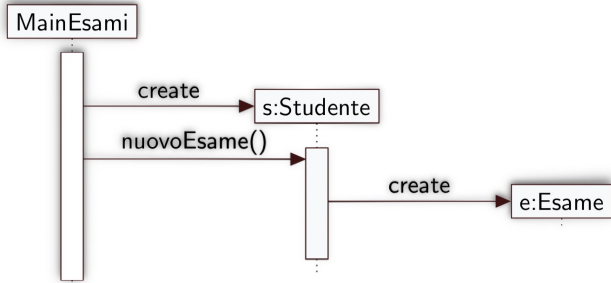 MainEsami
create
s:Studente
nuovoEsame()
create
e:Esame